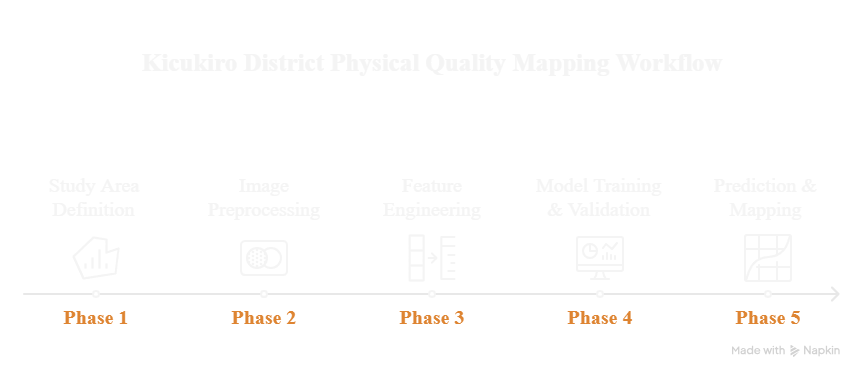 Kicukiro District Physical Quality Mapping Workflow
Study Area
Definition
Image
Preprocessing
Feature
Engineering
Model Training
& Validation
Prediction &
Mapping
Phase 1
Phase 2
Phase 3
Phase 4
Phase 5
Made with Napkin